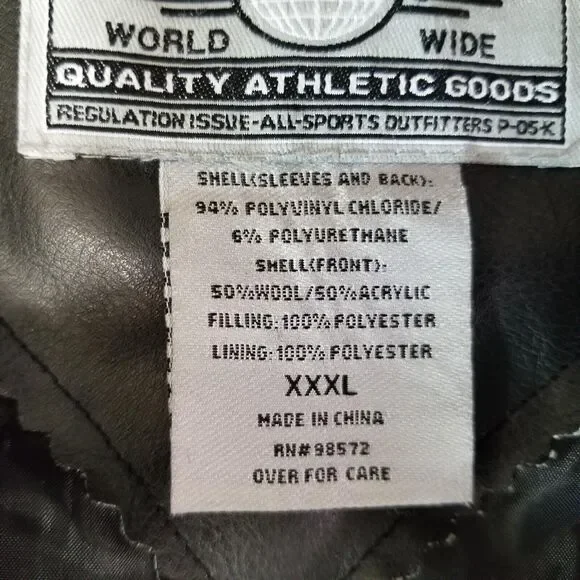 WORLD WIDE
QUALITY ATHLETIC GOODS
REGULATION ISSUE-ALL-SPORTS OUTFITTERS P-05-K
SHELL(SLEEVES AND BACK):
94% POLYVINYL CHLORIDE/
6% POLYURETHANE
SHELL(FRONT):
50%WOOL/50%ACRYLIC
FILLING:100% POLYESTER
LINING:100% POLYESTER
XXXL
MADE IN CHINA
RN#98572
OVER FOR CARE